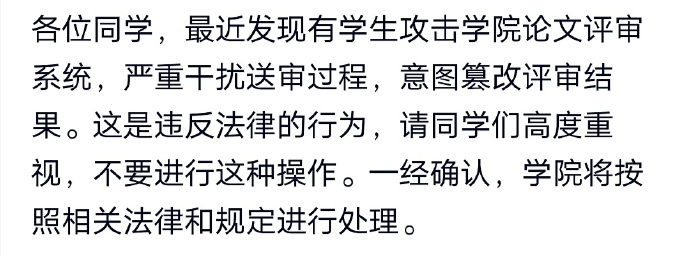 各位同学，最近发现有学生攻击学院论文评审
系统，严重干扰送审过程，意图篡改评审结
果。这是违反法律的行为，请同学们高度重
视，不要进行这种操作。一经确认，学院将按
照相关法律和规定进行处理。